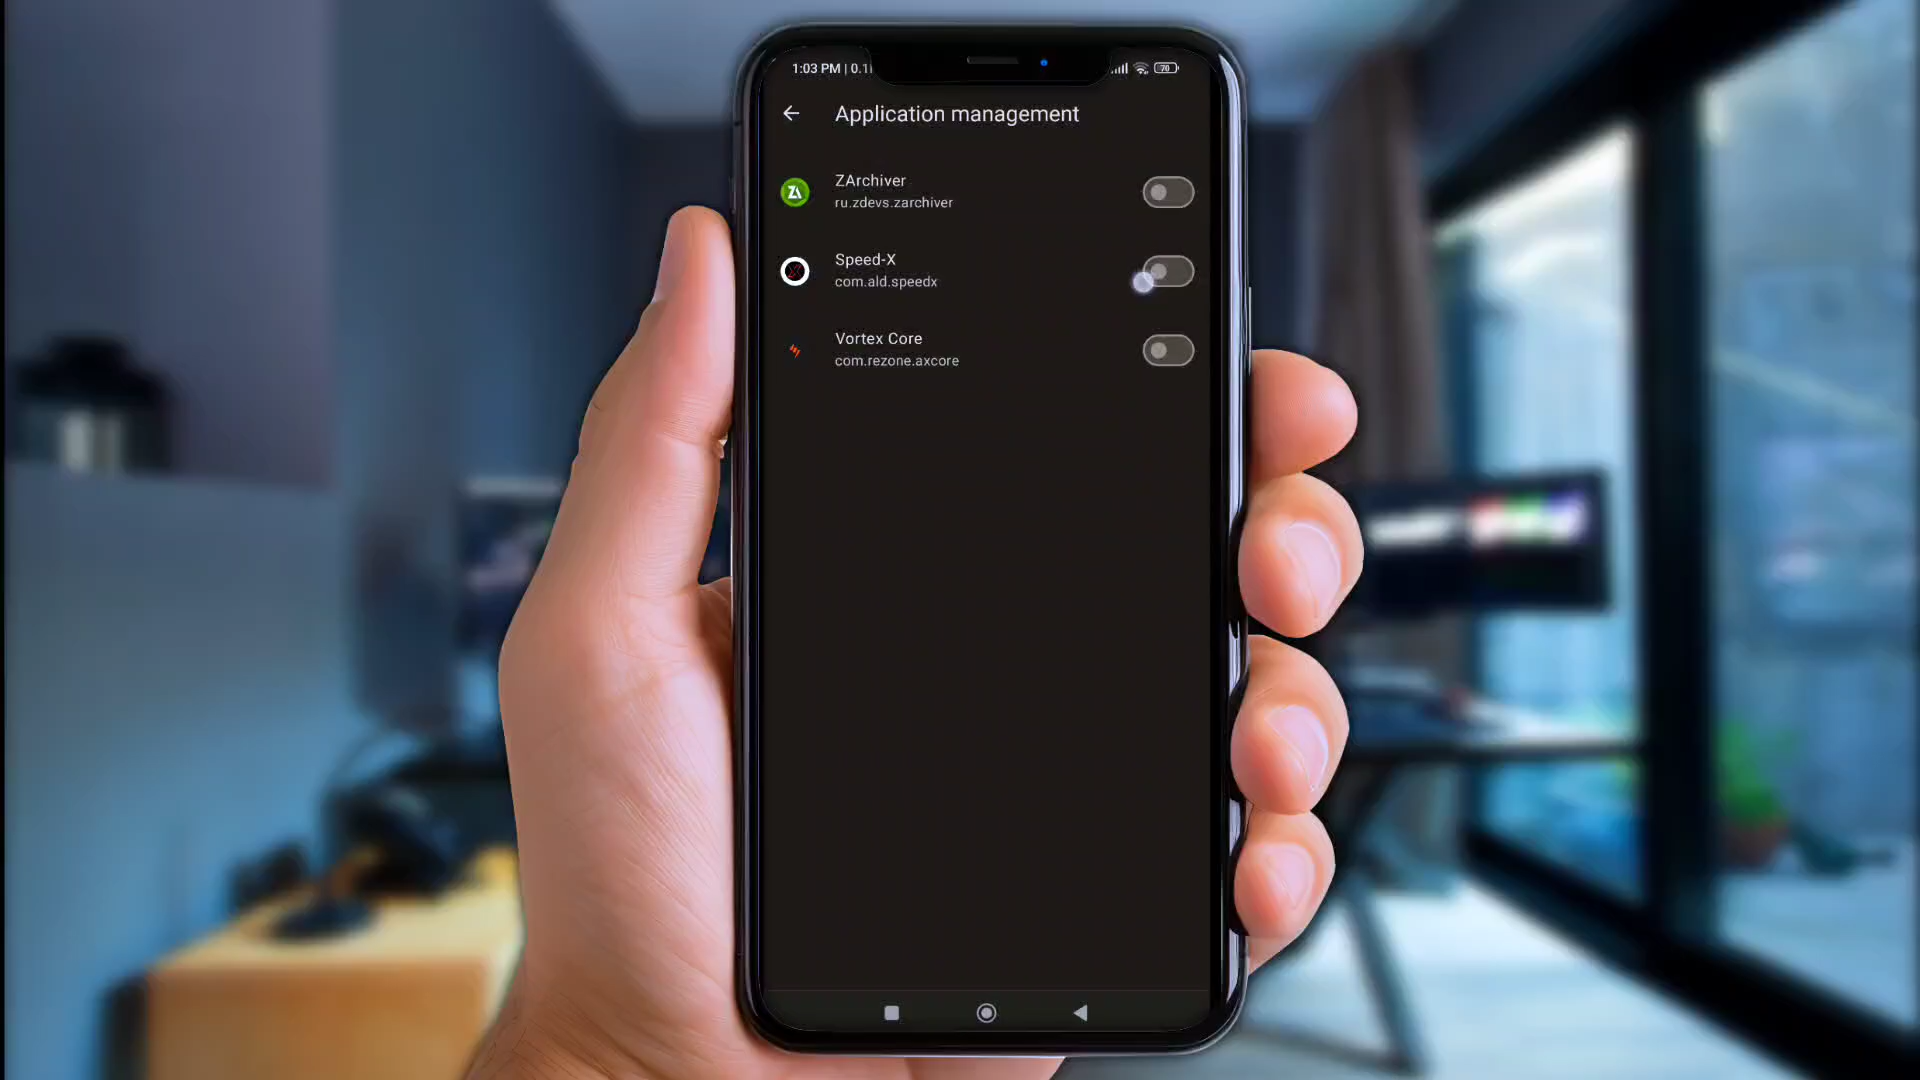 1:03 PM | 0.1
70
Application management
ZArchiver
ru.zdevs.zarchiver
Speed-X
com.ald.speedx
Vortex Core
com.rezone.axcore